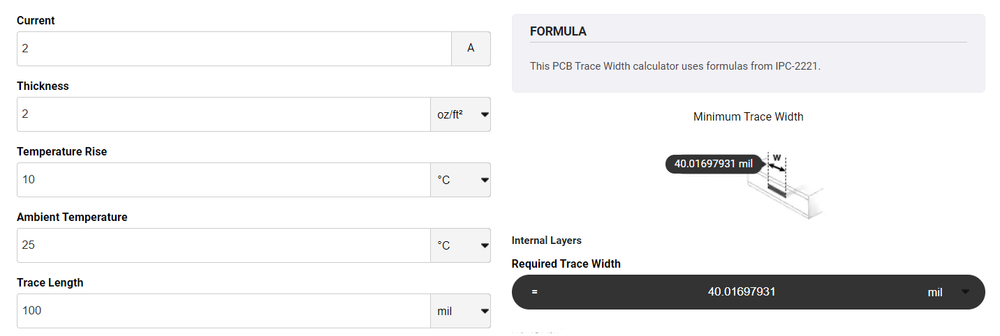 Current
2 A
Thickness
2 oz/ft²
Temperature Rise
10 °C
Ambient Temperature
25 °C
Trace Length
100 mil
FORMULA
This PCB Trace Width calculator uses formulas from IPC-2221.
Minimum Trace Width
W
40.01697931 mil
Internal Layers
Required Trace Width
= 40.01697931 mil